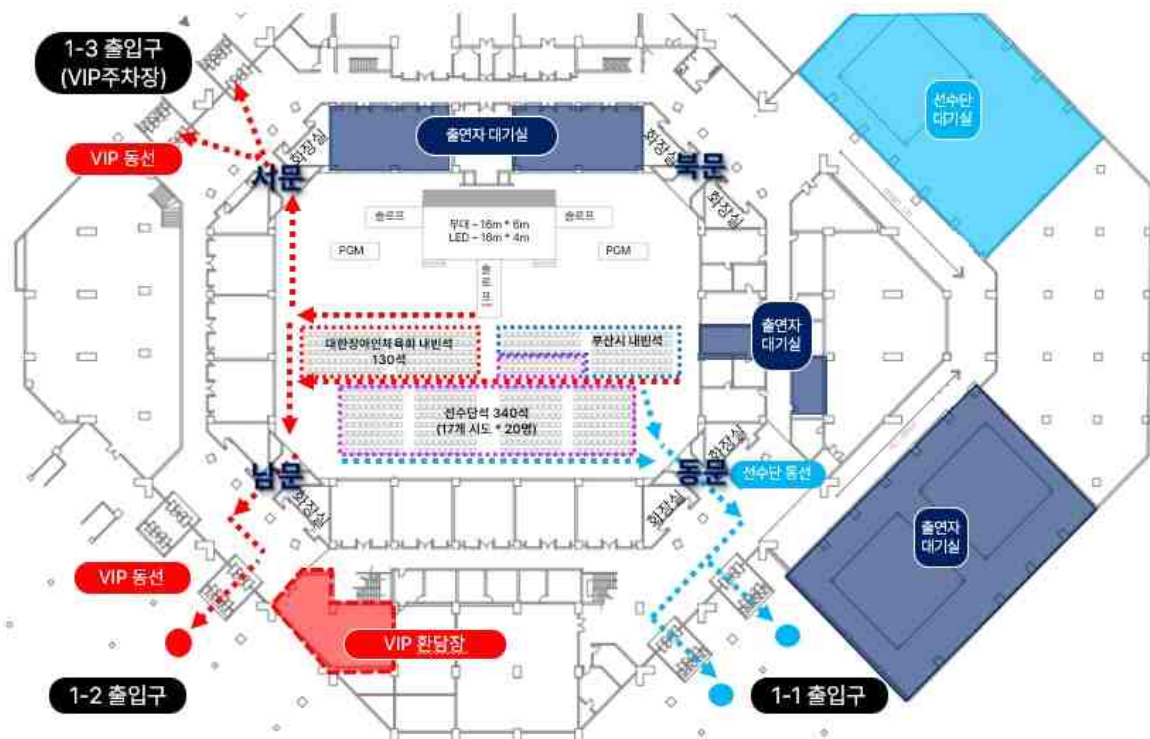 1-3 출입구
(VIP주차장)
VIP 동선
화장실
출연자 대기실
화장실
선수단
대기실
서문
북문
화장실
슬로프
무대 – 16m * 6m
LED – 16m * 4m
슬로프
PGM
PGM
슬로프
대한장애인체육회 내빈석
130석
부산시 내빈석
출연자
대기실
선수단석 340석
(17개 시도 * 20명)
남문
화장실
화장실
동문
화장실
선수단 동선
출연자
대기실
VIP 동선
VIP 환담장
1-2 출입구
1-1 출입구